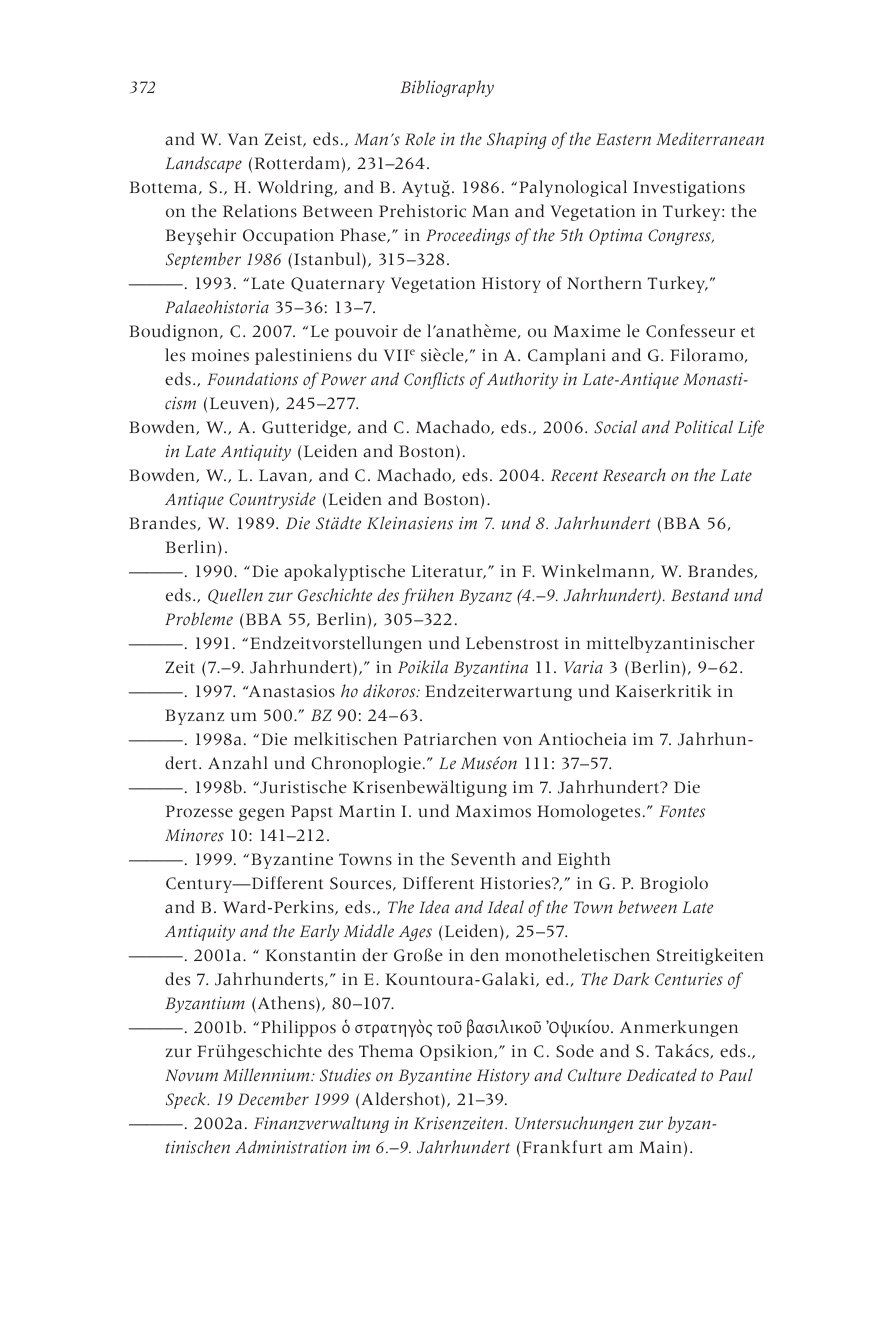 372 Bibliography
and W. Van Zeist, eds., Man’s Role in the Shaping of the Eastern Mediterranean
Landscape (Rotterdam), 231–264.
Bottema, S., H. Woldring, and B. Aytuğ. 1986. “Palynological Investigations
on the Relations Between Prehistoric Man and Vegetation in Turkey: the
Beyşehir Occupation Phase,” in Proceedings of the 5th Optima Congress,
September 1986 (Istanbul), 315–328.
———. 1993. “Late Quaternary Vegetation History of Northern Turkey,”
Palaeohistoria 35–36: 13–7.
Boudignon, C. 2007. “Le pouvoir de l’anathème, ou Maxime le Confesseur et
les moines palestiniens du VIIe siècle,” in A. Camplani and G. Filoramo,
eds., Foundations of Power and Conflicts of Authority in Late-Antique Monasti-
cism (Leuven), 245–277.
Bowden, W., A. Gutteridge, and C. Machado, eds., 2006. Social and Political Life
in Late Antiquity (Leiden and Boston).
Bowden, W., L. Lavan, and C. Machado, eds. 2004. Recent Research on the Late
Antique Countryside (Leiden and Boston).
Brandes, W. 1989. Die Städte Kleinasiens im 7. und 8. Jahrhundert (BBA 56,
Berlin).
———. 1990. “Die apokalyptische Literatur,” in F. Winkelmann, W. Brandes,
eds., Quellen zur Geschichte des frühen Byzanz (4.–9. Jahrhundert). Bestand und
Probleme (BBA 55, Berlin), 305–322.
———. 1991. “Endzeitvorstellungen und Lebenstrost in mittelbyzantinischer
Zeit (7.–9. Jahrhundert),” in Poikila Byzantina 11. Varia 3 (Berlin), 9–62.
———. 1997. “Anastasios ho dikoros: Endzeiterwartung und Kaiserkritik in
Byzanz um 500.” BZ 90: 24–63.
———. 1998a. “Die melkitischen Patriarchen von Antiocheia im 7. Jahrhun-
dert. Anzahl und Chronoplogie.” Le Muséon 111: 37–57.
———. 1998b. “Juristische Krisenbewältigung im 7. Jahrhundert? Die
Prozesse gegen Papst Martin I. und Maximos Homologetes.” Fontes
Minores 10: 141–212.
———. 1999. “Byzantine Towns in the Seventh and Eighth
Century—Different Sources, Different Histories?,” in G. P. Brogiolo
and B. Ward-Perkins, eds., The Idea and Ideal of the Town between Late
Antiquity and the Early Middle Ages (Leiden), 25–57.
———. 2001a. “ Konstantin der Große in den monotheletischen Streitigkeiten
des 7. Jahrhunderts,” in E. Kountoura-Galaki, ed., The Dark Centuries of
Byzantium (Athens), 80–107.
———. 2001b. “Philippos ὁ στρατηγὸς τοῦ βασιλικοῦ Ὀψικίου. Anmerkungen
zur Frühgeschichte des Thema Opsikion,” in C. Sode and S. Takács, eds.,
Novum Millennium: Studies on Byzantine History and Culture Dedicated to Paul
Speck. 19 December 1999 (Aldershot), 21–39.
———. 2002a. Finanzverwaltung in Krisenzeiten. Untersuchungen zur byzan-
tinischen Administration im 6.–9. Jahrhundert (Frankfurt am Main).